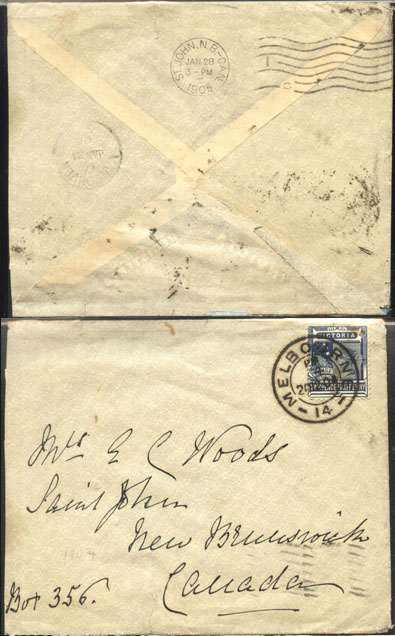 ST. JOHN, N.B.-CAN.
JAN 28
3-PM
1905
VICTORIA
MELBOURNE
14
Mrs E C Woods
Saint John
New Brunswick
Canada
Box 356.